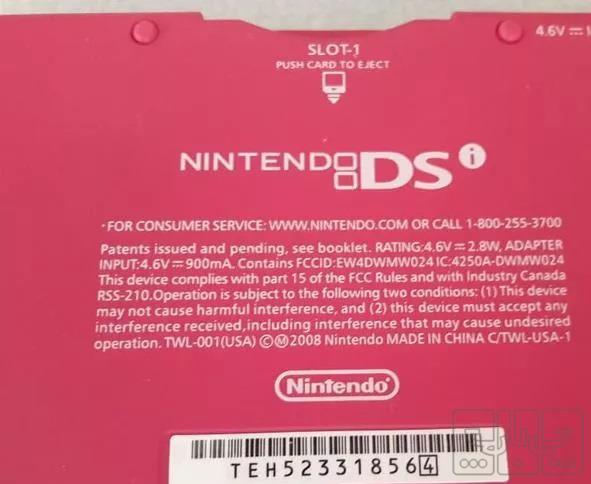 4.6V ⎓
SLOT-1
PUSH CARD TO EJECT
NINTENDO DSi
·FOR CONSUMER SERVICE: WWW.NINTENDO.COM OR CALL 1-800-255-3700
Patents issued and pending, see booklet. RATING:4.6V ⎓ 2.8W, ADAPTER
INPUT:4.6V ⎓ 900mA. Contains FCCID:EW4DWMW024 IC:4250A-DWMW024
This device complies with part 15 of the FCC Rules and with Industry Canada
RSS-210.Operation is subject to the following two conditions: (1) This device
may not cause harmful interference, and (2) this device must accept any
interference received,including interference that may cause undesired
operation. TWL-001(USA) ©Ⓜ2008 Nintendo MADE IN CHINA C/TWL-USA-1
Nintendo®
TEH523318564